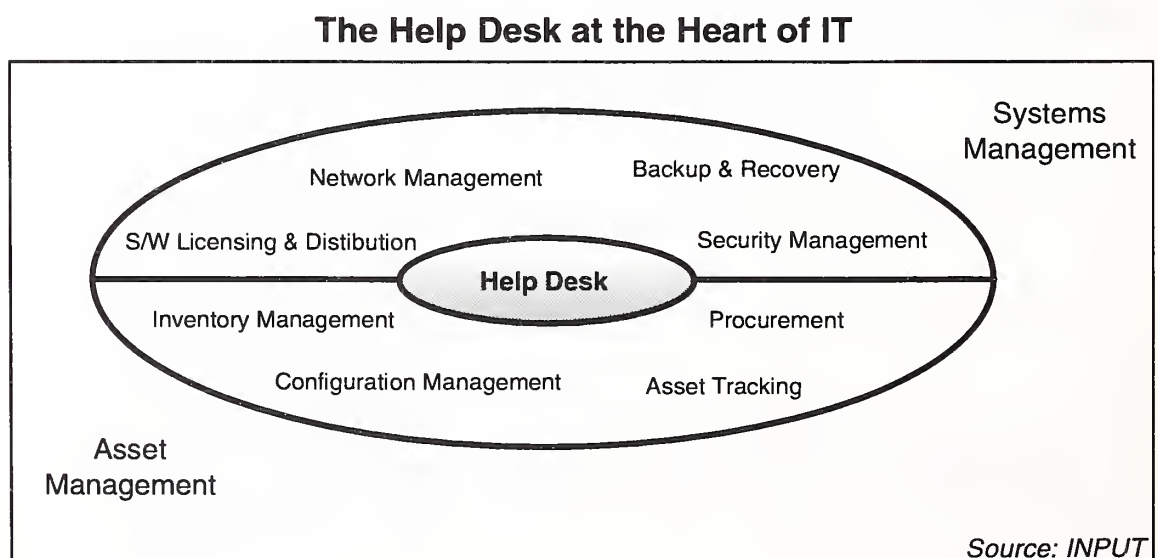 The Help Desk at the Heart of IT
Systems
Management
Network Management
Backup & Recovery
S/W Licensing & Distibution
Security Management
Help Desk
Inventory Management
Procurement
Configuration Management
Asset Tracking
Asset
Management
Source: INPUT